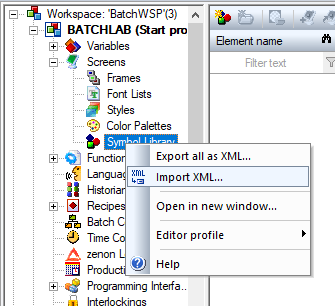 Workspace: 'BatchWSP'(3)
BATCHLAB (Start pro
Variables
Screens
Frames
Font Lists
Styles
Color Palettes
Symbol Library
Function
Languag
Historian
Recipes
Batch C
Time Co
zenon L
Producti
Programming Interfa...
Interlockings
Element name
Filter text
Export all as XML...
XML
Import XML...
Open in new window...
Editor profile
Help